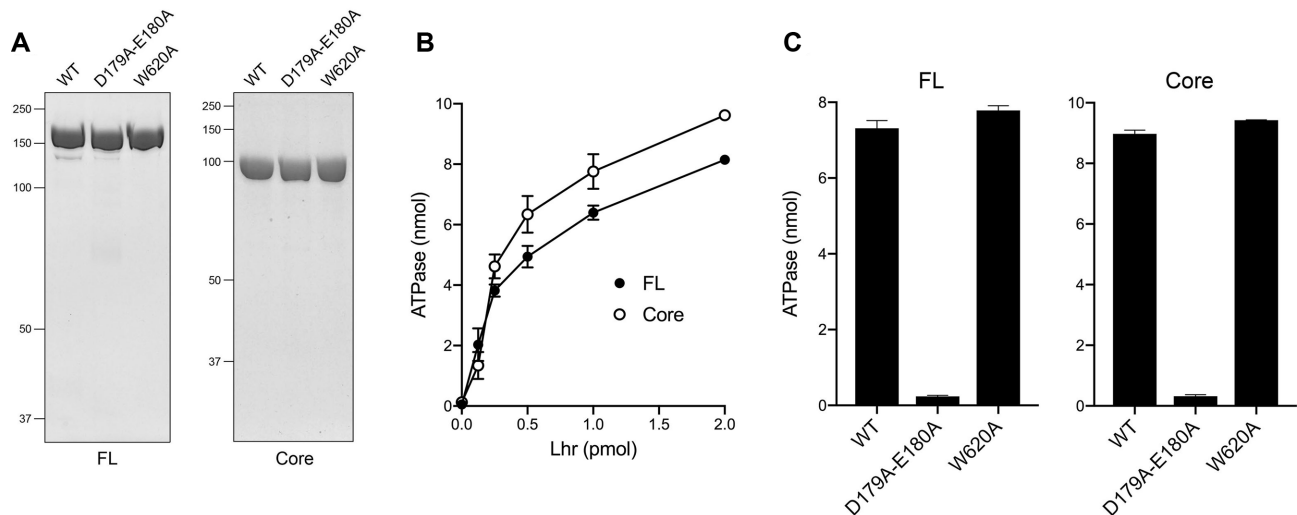 A
WT
D179A-E180A
W620A
250
150
100
50
37
FL
WT
D179A-E180A
W620A
250
150
100
50
37
Core
B
ATPase (nmol)
10
8
6
4
2
0
0.0 0.5 1.0 1.5 2.0
Lhr (pmol)
FL
Core
C
FL
ATPase (nmol)
8
6
4
2
0
WT
D179A-E180A
W620A
Core
10
8
6
4
2
0
WT
D179A-E180A
W620A